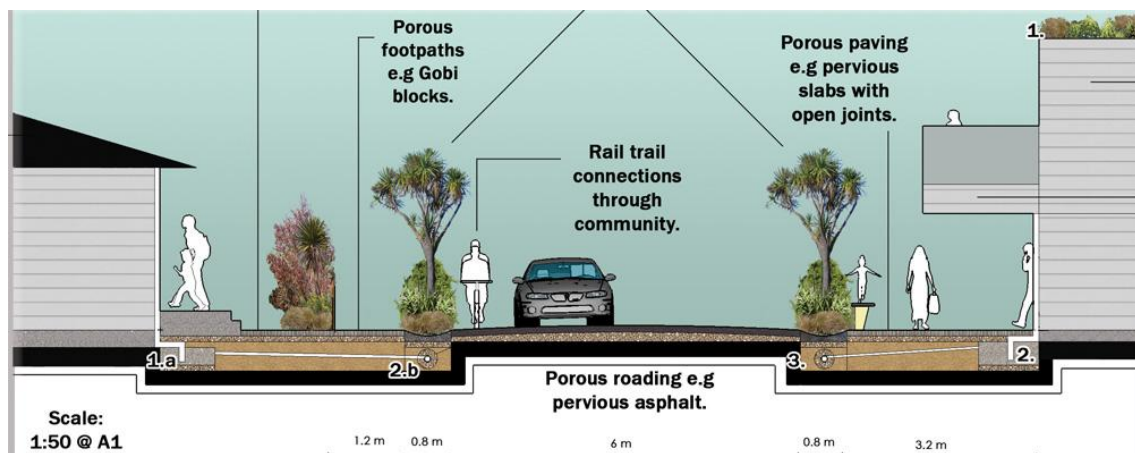 Porous
footpaths
e.g Gobi
blocks.
Rail trail
connections
through
community.
Porous paving
e.g pervious
slabs with
open joints.
1.
1.a
2.b
3.
2.
Porous roading e.g
pervious asphalt.
Scale:
1:50 @ A1
1.2 m 0.8 m 6 m 0.8 m 3.2 m